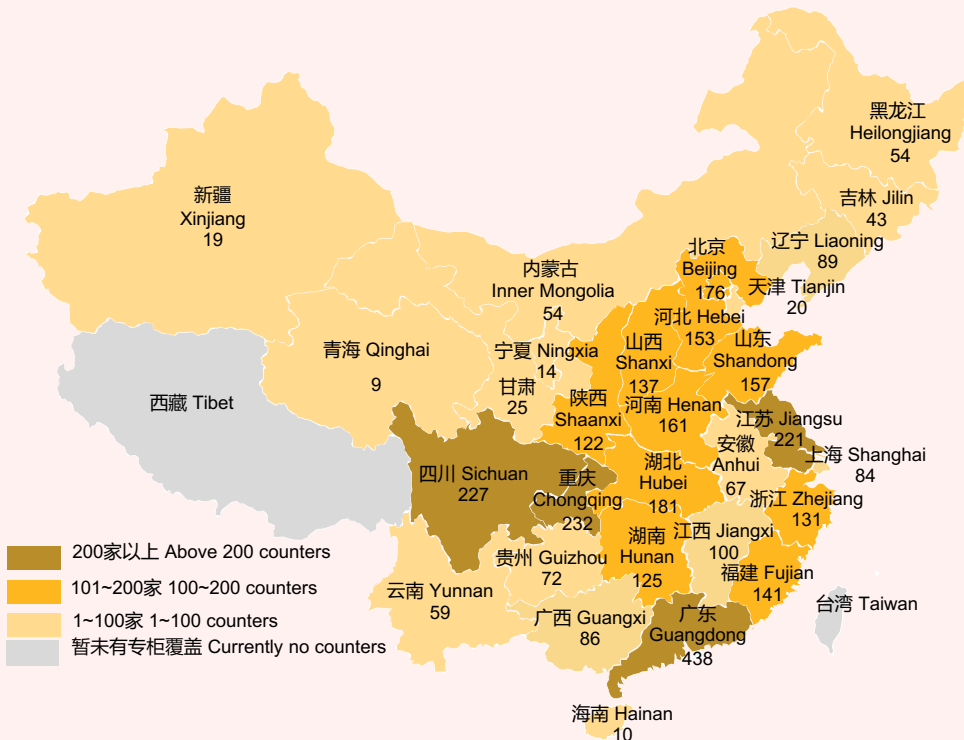 黑龙江
Heilongjiang
54
新疆
Xinjiang
19
吉林 Jilin
43
辽宁 Liaoning
89
北京
Beijing
176
内蒙古
Inner Mongolia
54
天津 Tianjin
20
河北 Hebei
153
山西
Shanxi
137
山东
Shandong
157
青海 Qinghai
9
宁夏 Ningxia
14
甘肃
25
西藏 Tibet
陕西
Shaanxi
122
河南 Henan
161
江苏 Jiangsu
221
安徽
Anhui
67
上海 Shanghai
84
四川 Sichuan
227
重庆
Chongqing
232
湖北
Hubei
181
浙江 Zhejiang
131
湖南
Hunan
125
江西 Jiangxi
100
贵州 Guizhou
72
福建 Fujian
141
云南 Yunnan
59
广西 Guangxi
86
广东
Guangdong
438
台湾 Taiwan
海南 Hainan
10
200家以上 Above 200 counters
101~200家 100~200 counters
1~100家 1~100 counters
暂未有专柜覆盖 Currently no counters